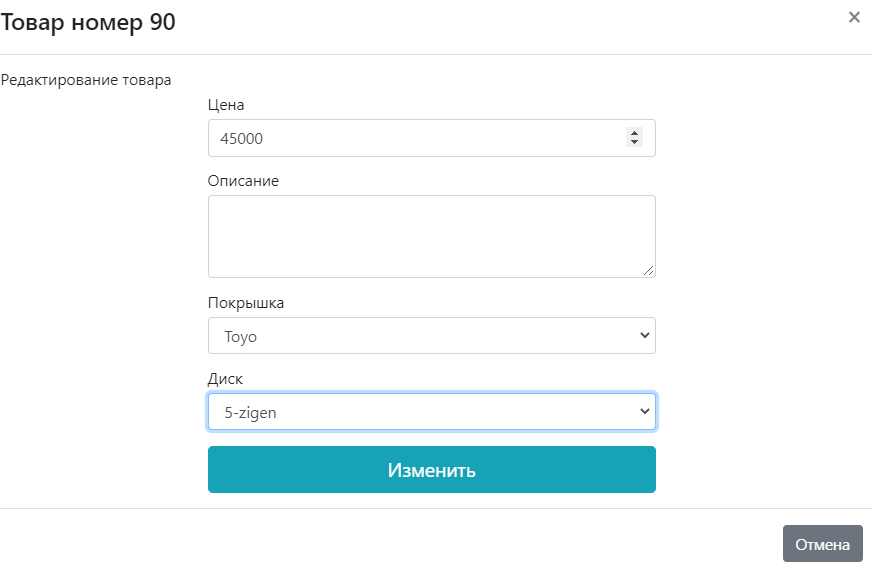 Товар номер 90
×
Редактирование товара
Цена
45000
Описание
Покрышка
Toyo
Диск
5-zigen
Изменить
Отмена